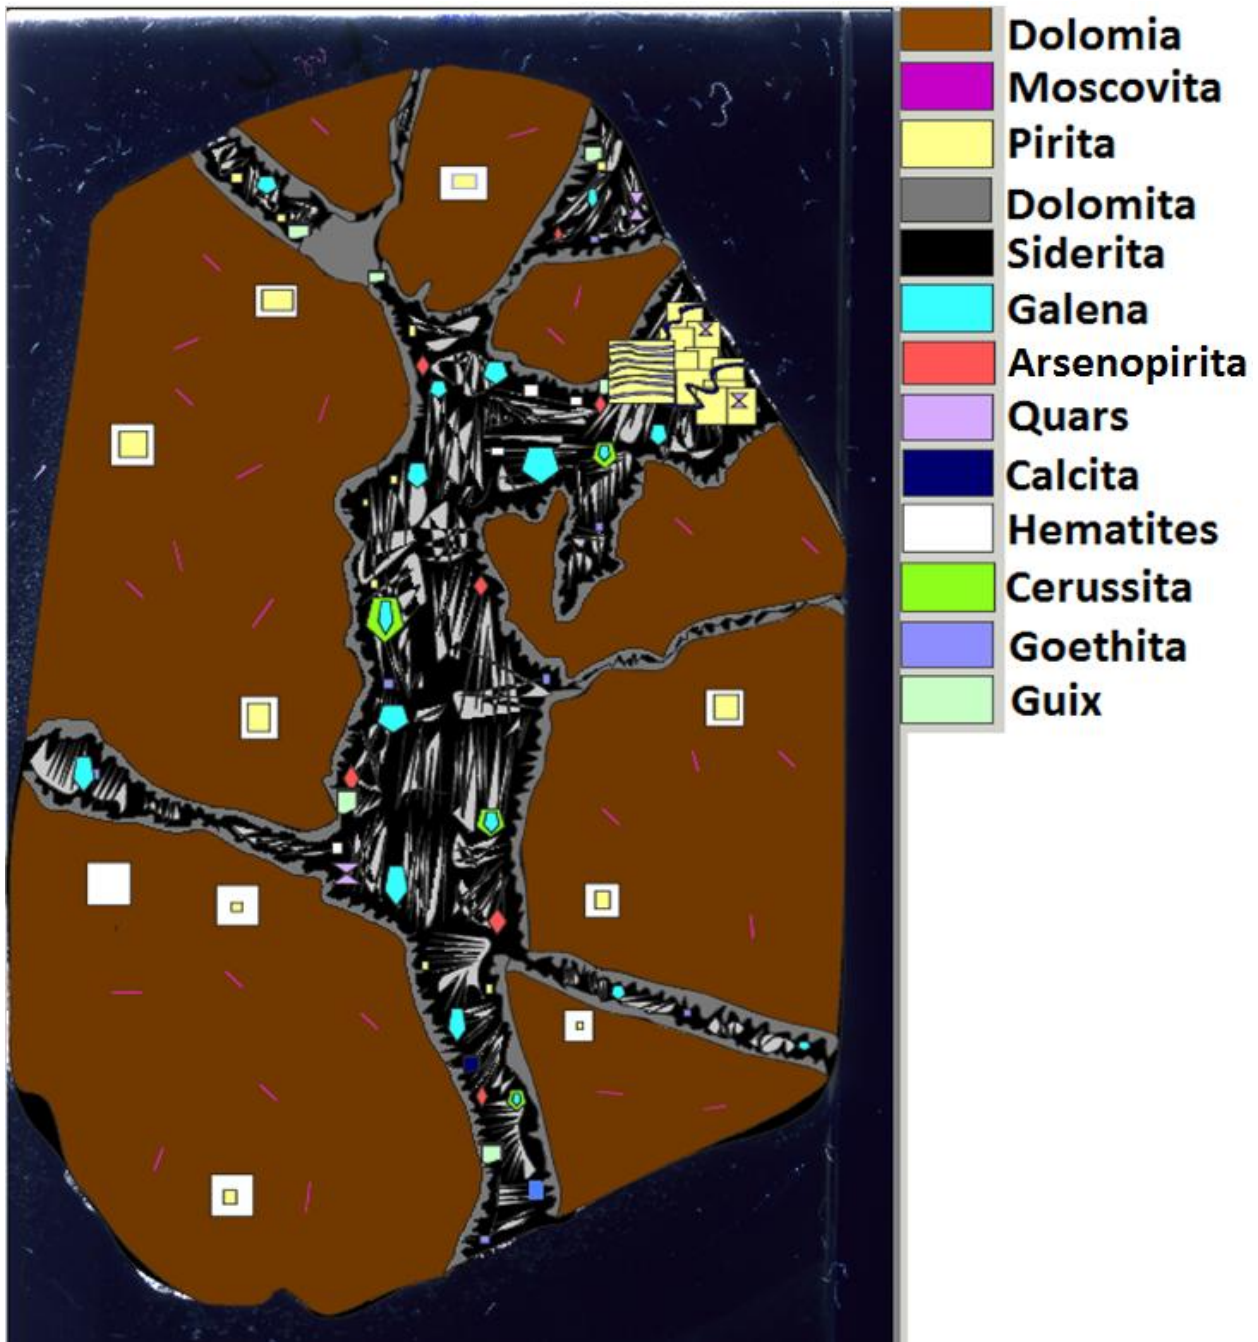 Dolomia
Moscovita
Pirita
Dolomita
Siderita
Galena
Arsenopirita
Quars
Calcita
Hematites
Cerussita
Goethita
Guix